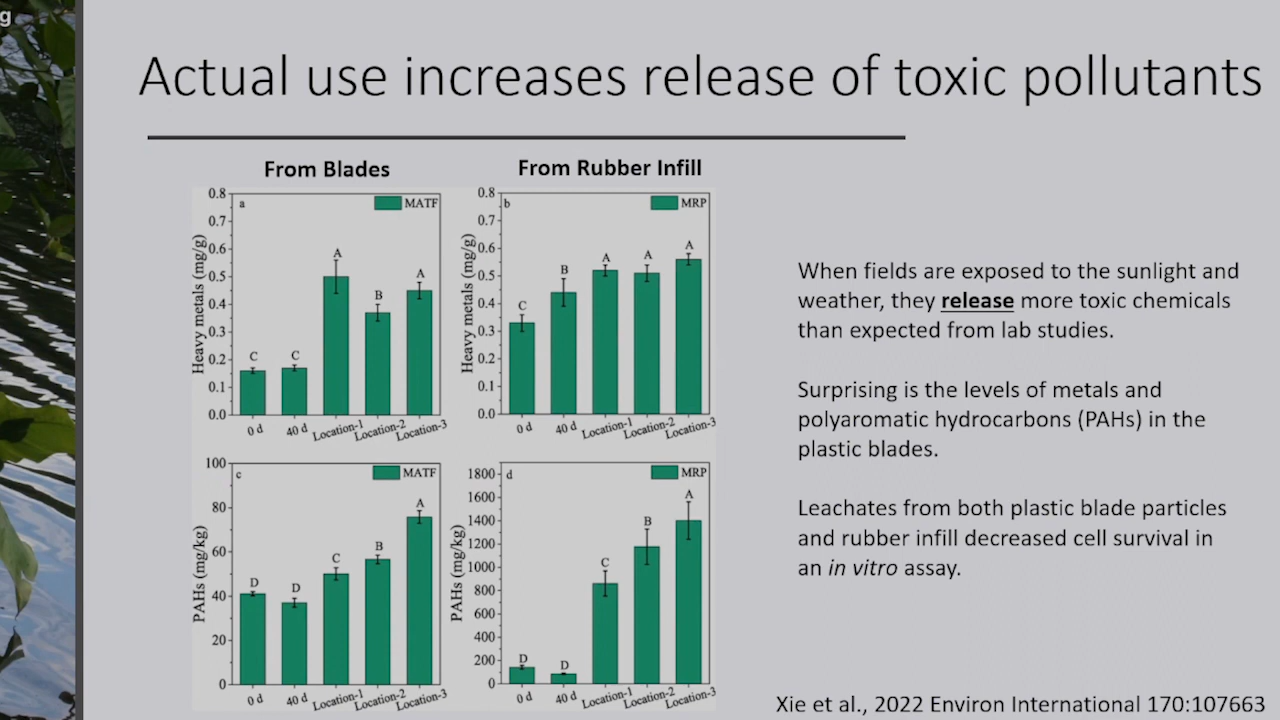 g
Actual use increases release of toxic pollutants
From Blades
From Rubber Infill
a
MATF
Heavy metals (mg/g)
0.8
0.7
0.6
0.5
0.4
0.3
0.2
0.1
0.0
C
C
A
B
A
0 d
40 d
Location-1
Location-2
Location-3
b
MRP
Heavy metals (mg/g)
0.8
0.7
0.6
0.5
0.4
0.3
0.2
0.1
0.0
C
B
A
A
A
0 d
40 d
Location-1
Location-2
Location-3
c
MATF
PAHs (mg/kg)
100
80
60
40
20
0
D
D
C
B
A
0 d
40 d
Location-1
Location-2
Location-3
d
MRP
PAHs (mg/kg)
1800
1600
1400
1200
1000
800
600
400
200
0
D
D
C
B
A
0 d
40 d
Location-1
Location-2
Location-3
When fields are exposed to the sunlight and
weather, they release more toxic chemicals
than expected from lab studies.
Surprising is the levels of metals and
polyaromatic hydrocarbons (PAHs) in the
plastic blades.
Leachates from both plastic blade particles
and rubber infill decreased cell survival in
an in vitro assay.
Xie et al., 2022 Environ International 170:107663